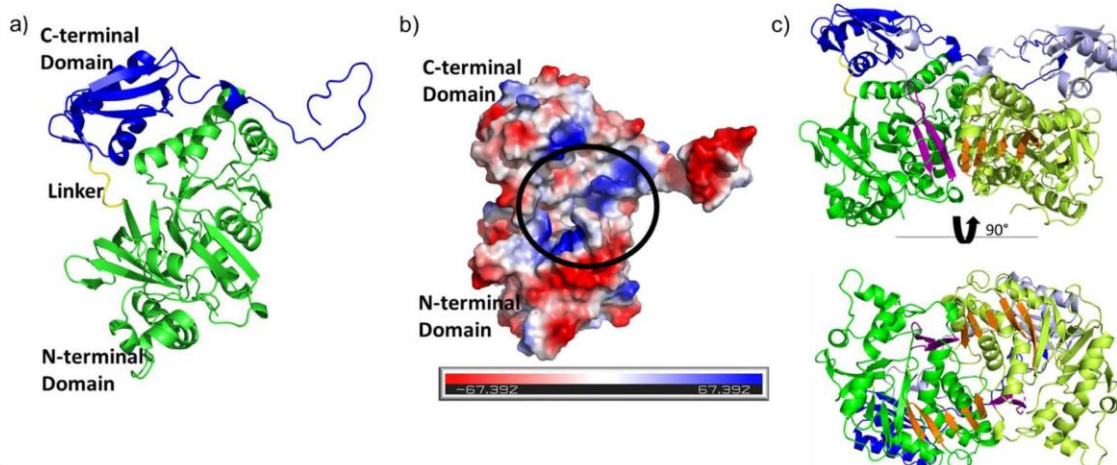 a)
C-terminal
Domain
Linker
N-terminal
Domain
b)
C-terminal
Domain
N-terminal
Domain
-67.392
67.392
c)
90°